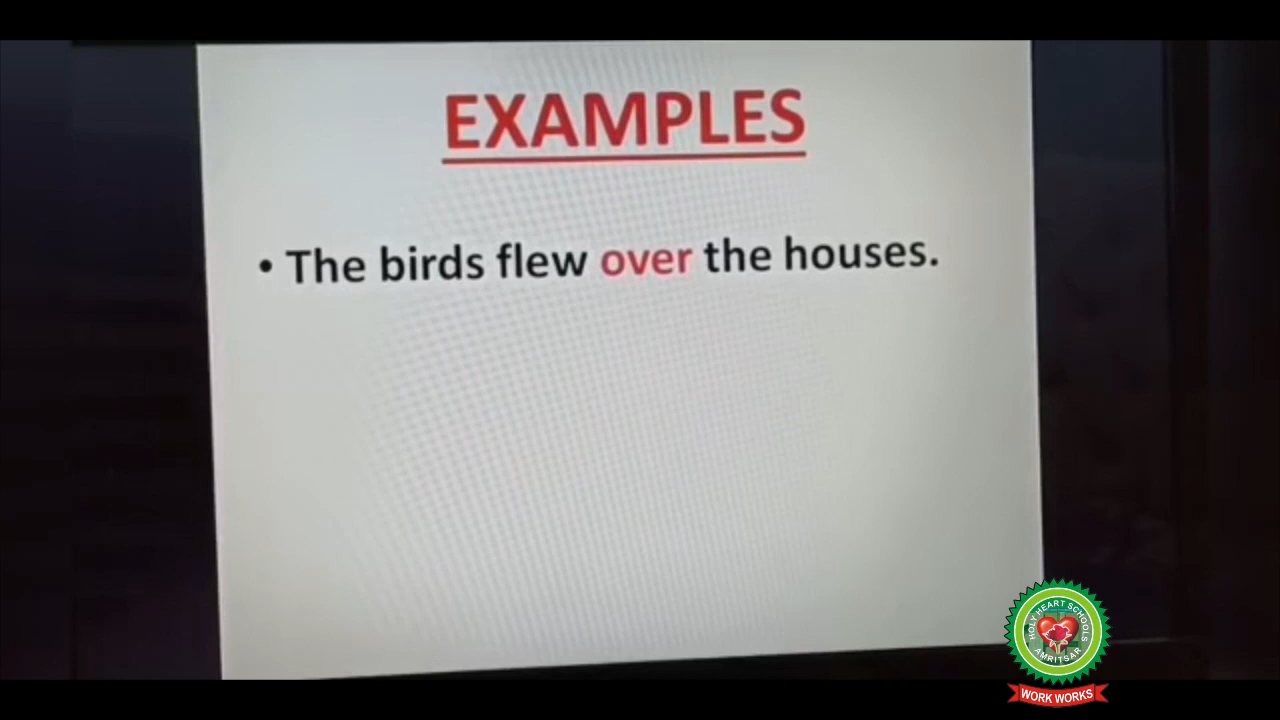 EXAMPLES
• The birds flew over the houses.
HOLY HEART SCHOOLS
AMRITSAR
WORK WORKS